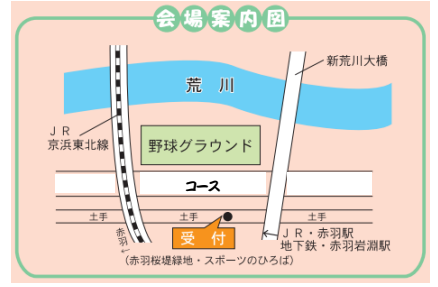 会場案内図
新荒川大橋
荒川
JR
京浜東北線
野球グラウンド
コース
土手 土手 土手
赤羽
受付
JR・赤羽駅
地下鉄・赤羽岩淵駅
(赤羽桜堤緑地・スポーツのひろば)